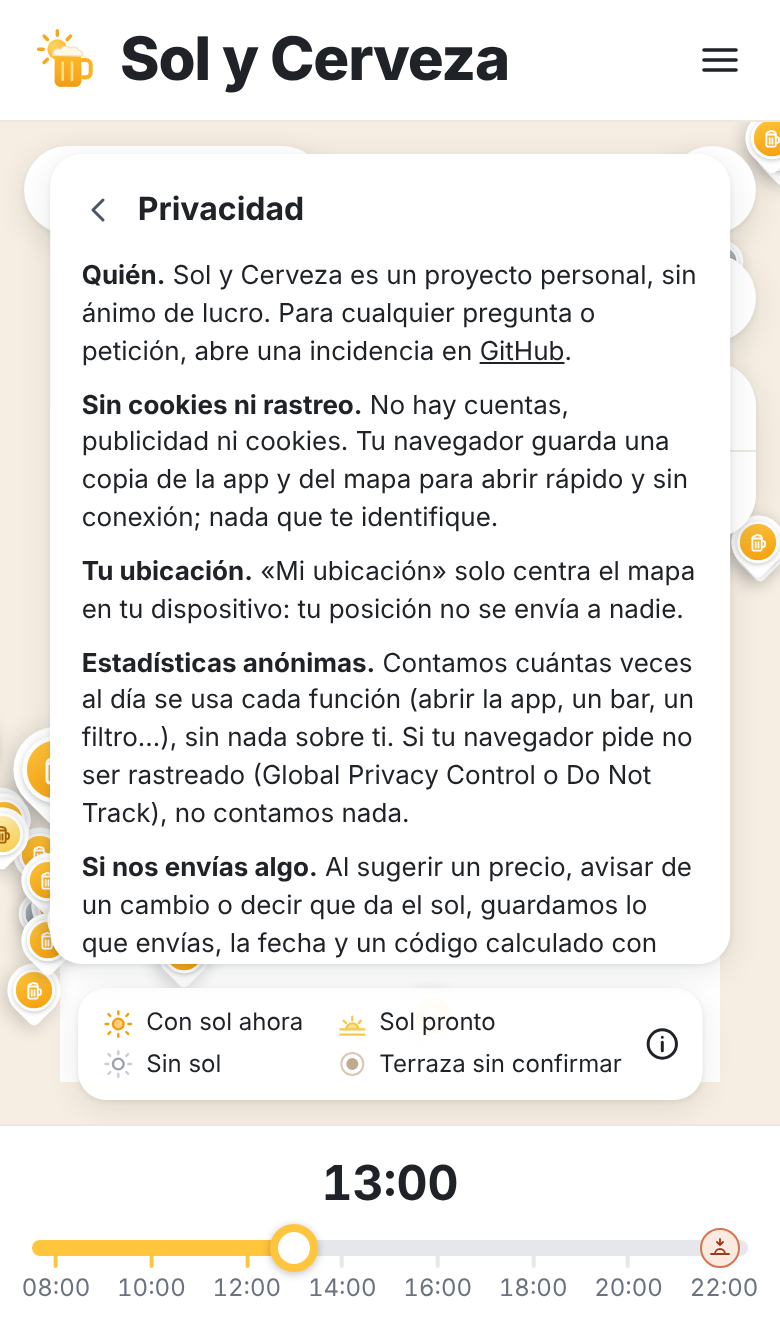 Sol y Cerveza
Privacidad
Quién. Sol y Cerveza es un proyecto personal, sin
ánimo de lucro. Para cualquier pregunta o
petición, abre una incidencia en GitHub.
Sin cookies ni rastreo. No hay cuentas,
publicidad ni cookies. Tu navegador guarda una
copia de la app y del mapa para abrir rápido y sin
conexión; nada que te identifique.
Tu ubicación. «Mi ubicación» solo centra el mapa
en tu dispositivo: tu posición no se envía a nadie.
Estadísticas anónimas. Contamos cuántas veces
al día se usa cada función (abrir la app, un bar, un
filtro…), sin nada sobre ti. Si tu navegador pide no
ser rastreado (Global Privacy Control o Do Not
Track), no contamos nada.
Si nos envías algo. Al sugerir un precio, avisar de
un cambio o decir que da el sol, guardamos lo
que envías, la fecha y un código calculado con
Con sol ahora
Sol pronto
Sin sol
Terraza sin confirmar
13:00
08:00 10:00 12:00 14:00 16:00 18:00 20:00 22:00